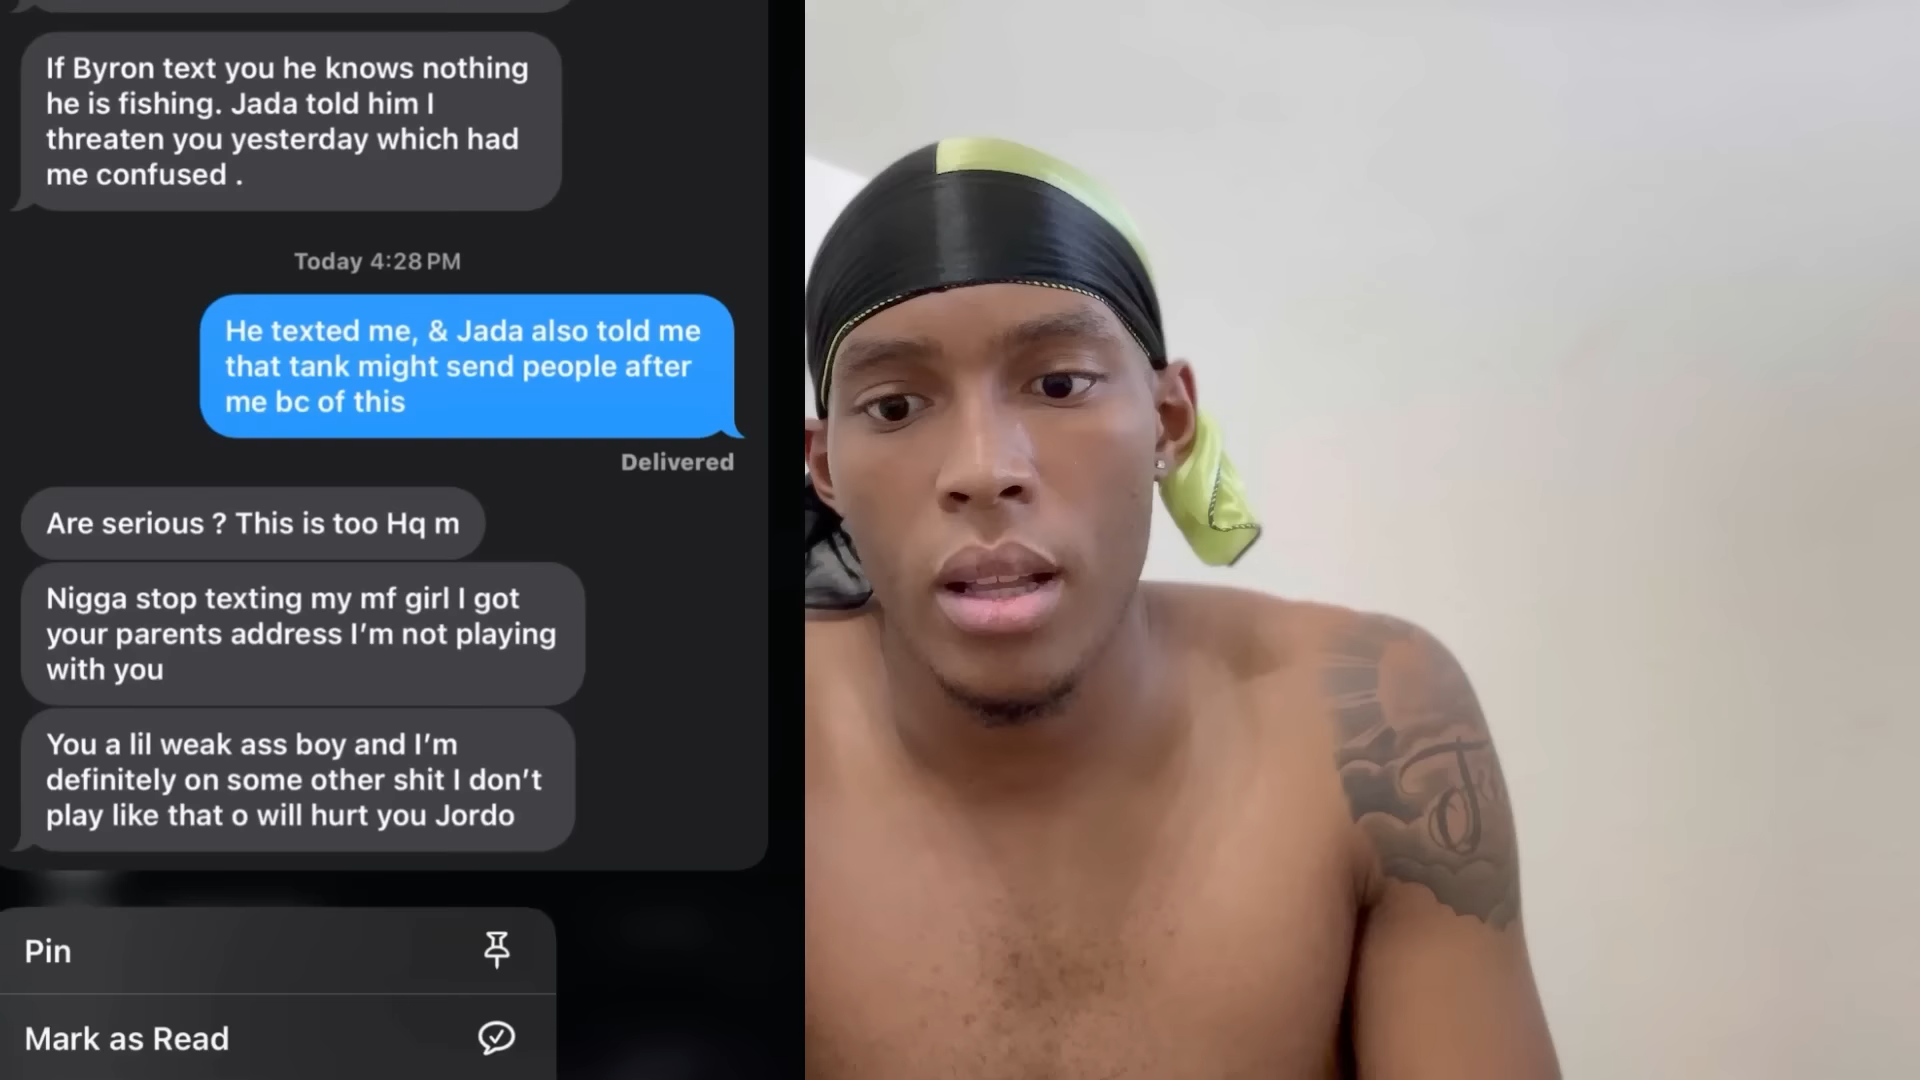 If Byron text you he knows nothing
he is fishing. Jada told him I
threaten you yesterday which had
me confused .
Today 4:28 PM
He texted me, & Jada also told me
that tank might send people after
me bc of this
Delivered
Are serious ? This is too Hq m
Nigga stop texting my mf girl I got
your parents address I’m not playing
with you
You a lil weak ass boy and I’m
definitely on some other shit I don’t
play like that o will hurt you Jordo
Pin
Mark as Read